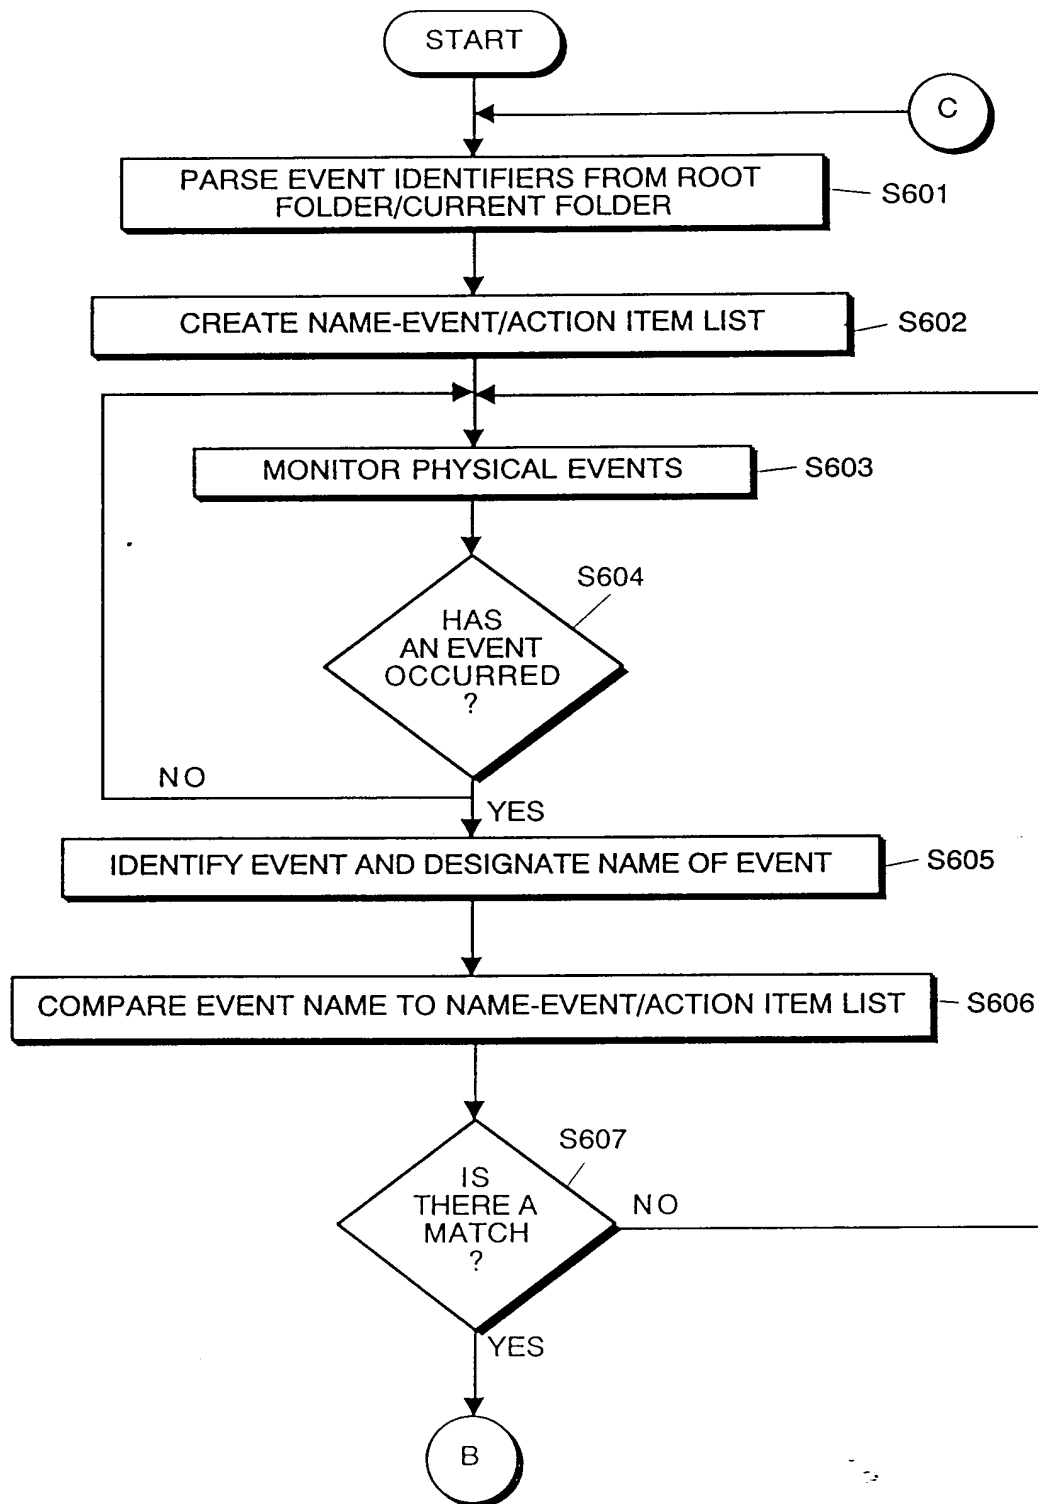 START
C
PARSE EVENT IDENTIFIERS FROM ROOT
FOLDER/CURRENT FOLDER
S601
CREATE NAME-EVENT/ACTION ITEM LIST
S602
MONITOR PHYSICAL EVENTS
S603
S604
HAS
AN EVENT
OCCURRED
?
NO
YES
IDENTIFY EVENT AND DESIGNATE NAME OF EVENT
S605
COMPARE EVENT NAME TO NAME-EVENT/ACTION ITEM LIST
S606
S607
IS
THERE A
MATCH
?
NO
YES
B